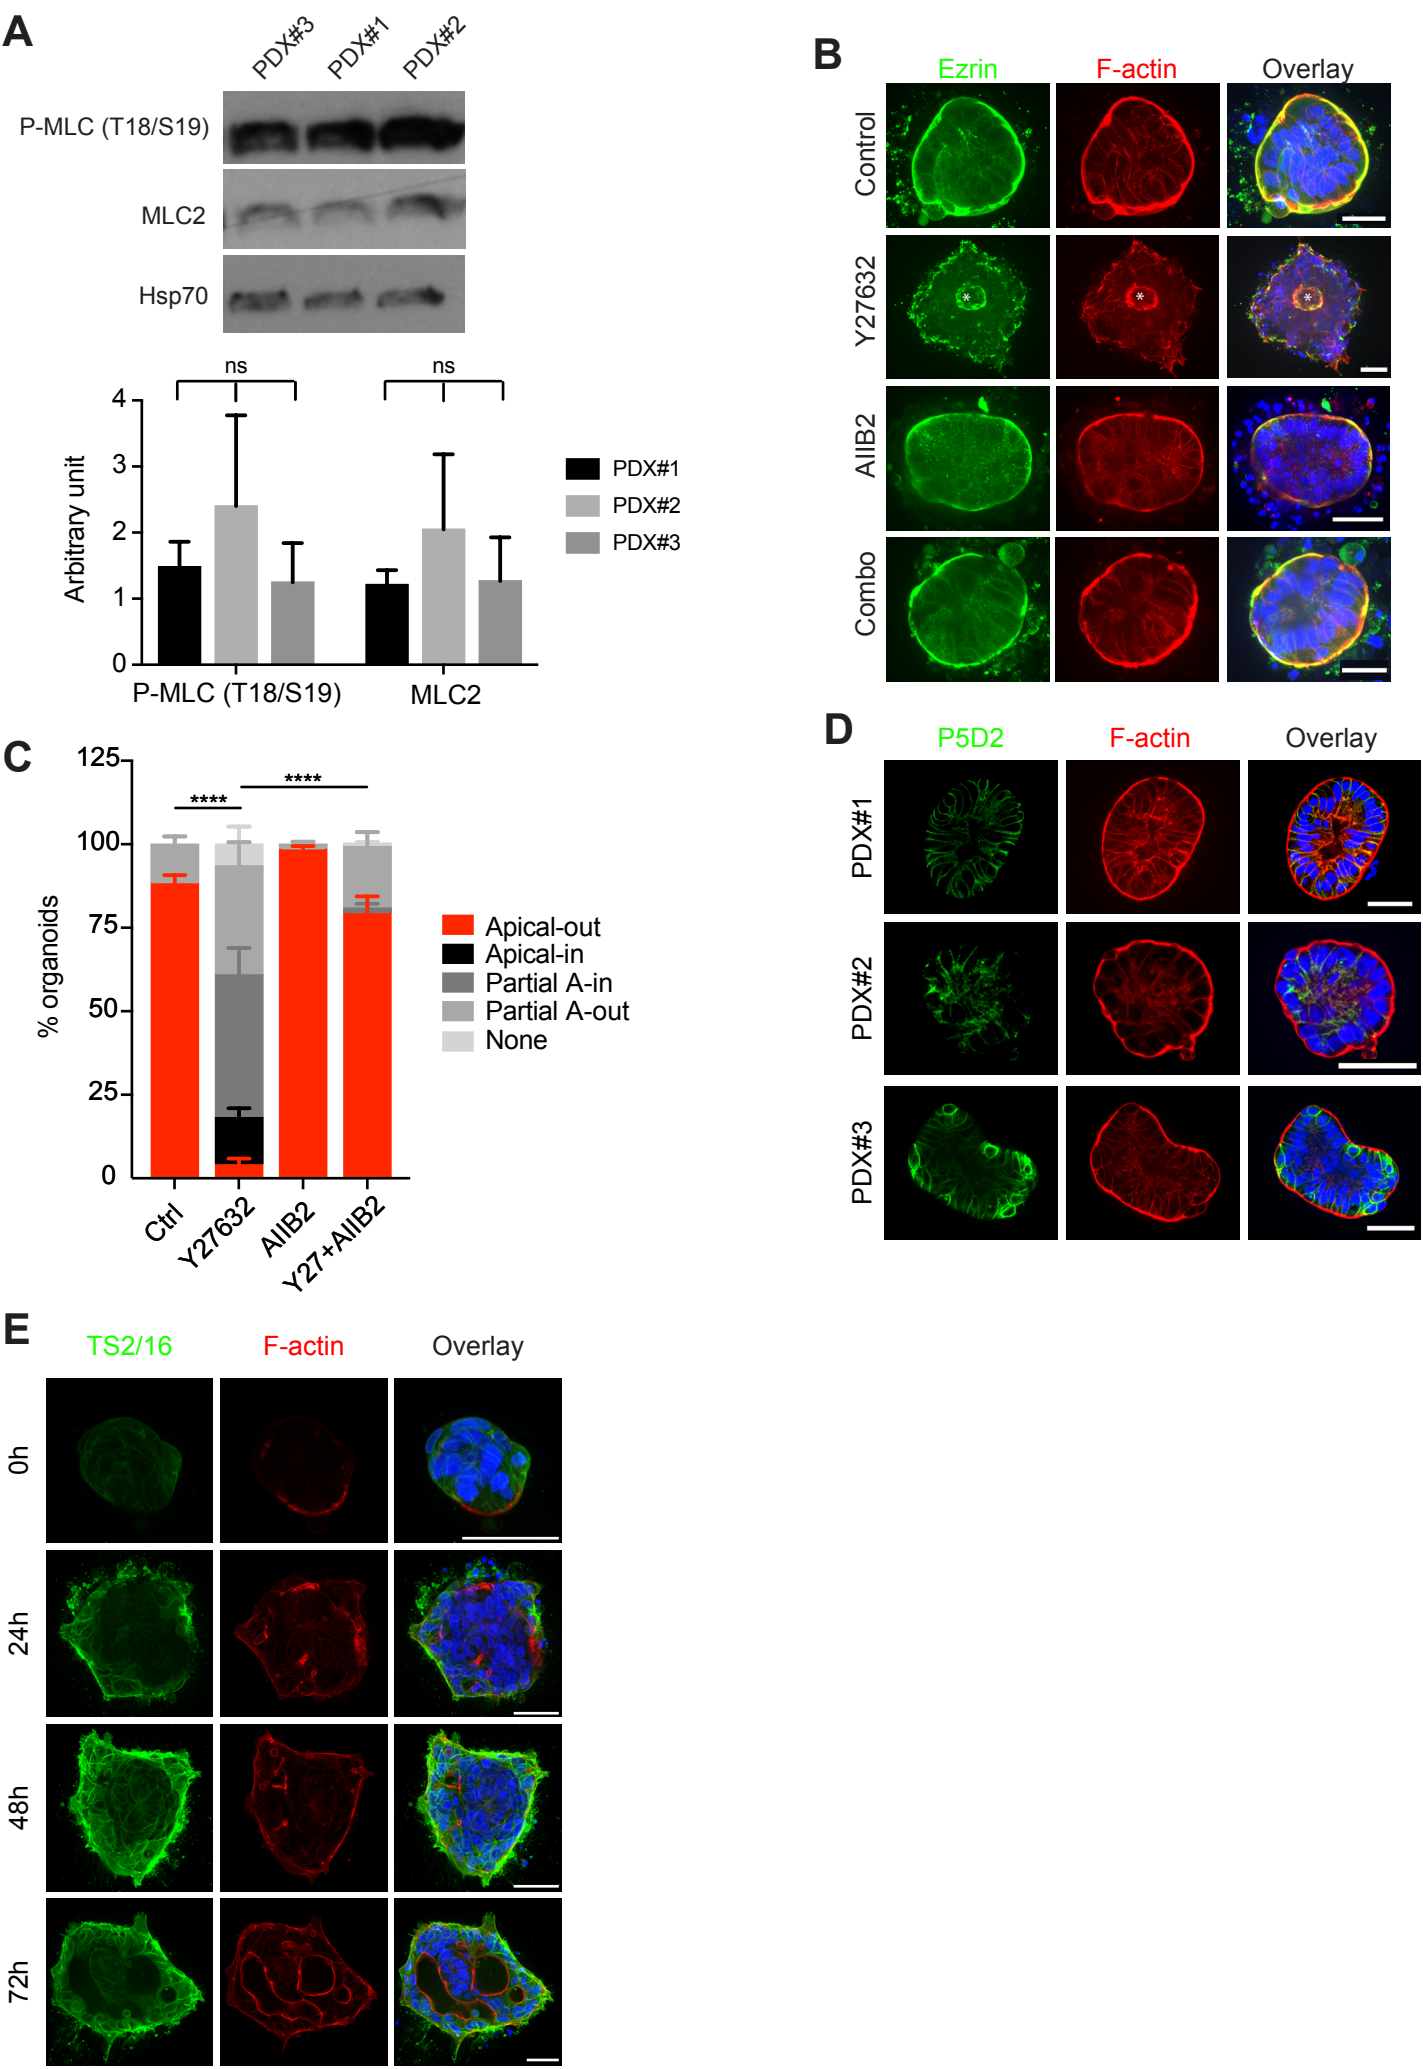 A
PDX#3 PDX#1 PDX#2
P-MLC (T18/S19)
MLC2
Hsp70
ns ns
4
3
2
1
0
Arbitrary unit
P-MLC (T18/S19) MLC2
PDX#1
PDX#2
PDX#3
B
Ezrin F-actin Overlay
Control
Y27632
* * *
AIIB2
Combo
C
125
100
75
50
25
0
% organoids
**** ****
Ctrl Y27632 AIIB2 Y27+AIIB2
Apical-out
Apical-in
Partial A-in
Partial A-out
None
D
P5D2 F-actin Overlay
PDX#1
PDX#2
PDX#3
E
TS2/16 F-actin Overlay
0h
24h
48h
72h